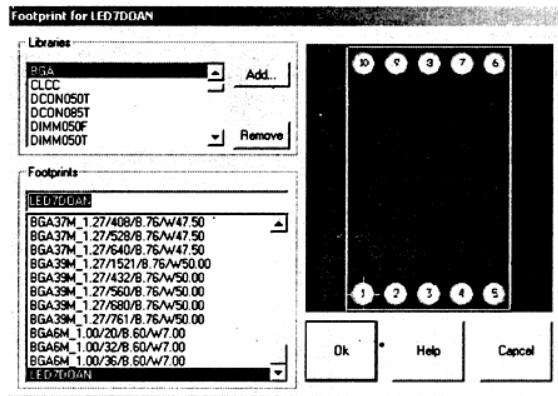 Footprint for LED7DOAN
Libraries
BGA
CLCC
DCON050T
DCON085T
DIMM050F
DIMM050T
Add...
Remove
Footprints
LED7DOAN
BGA37M_1.27/408/8.76/W47.50
BGA37M_1.27/528/8.76/W47.50
BGA37M_1.27/640/8.76/W47.50
BGA39M_1.27/1521/8.76/W50.00
BGA39M_1.27/432/8.76/W50.00
BGA39M_1.27/560/8.76/W50.00
BGA39M_1.27/680/8.76/W50.00
BGA39M_1.27/761/8.76/W50.00
BGA6M_1.00/20/8.60/W7.00
BGA6M_1.00/32/8.60/W7.00
BGA6M_1.00/36/8.60/W7.00
LED7DOAN
10 9 8 7 6
1 2 3 4 5
Ok
Help
Capcel